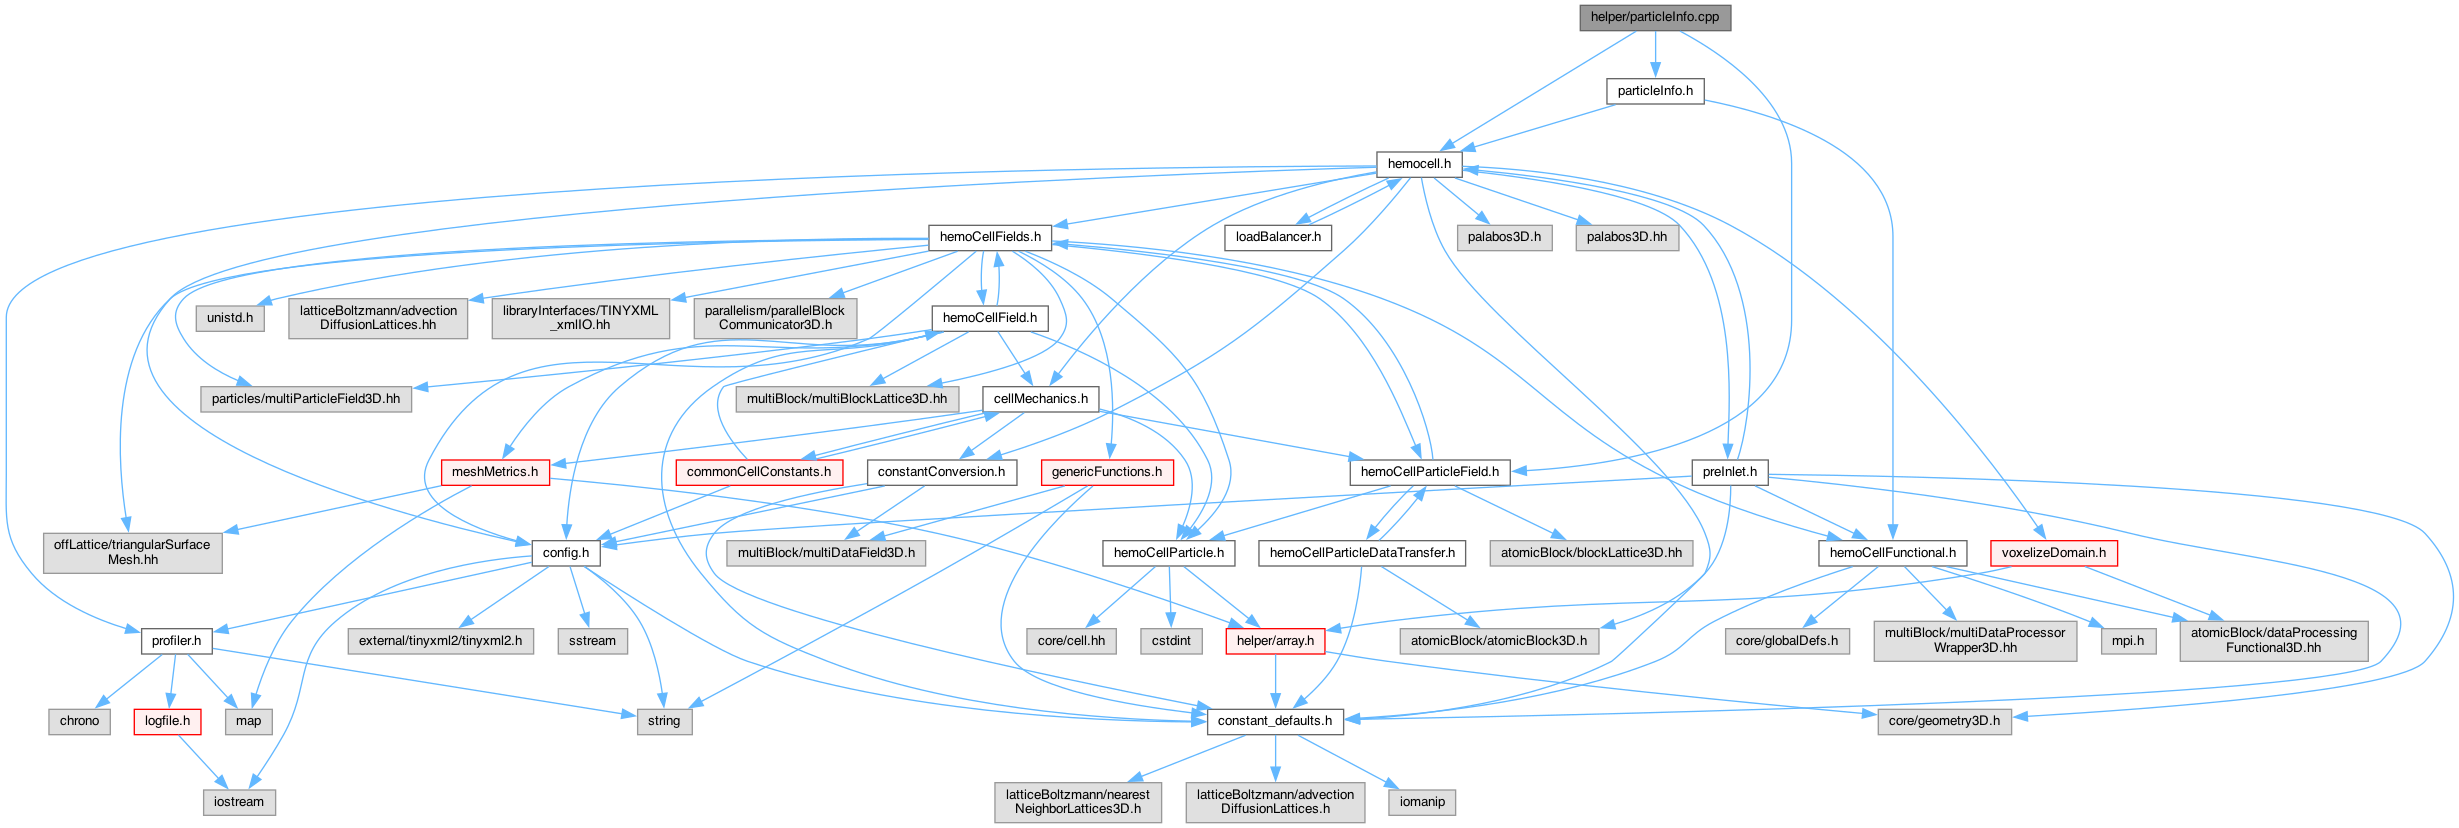 helper/particleInfo.cpp
particleInfo.h
hemocell.h
hemoCellFields.h
loadBalancer.h
palabos3D.h
palabos3D.hh
unistd.h
latticeBoltzmann/advection
DiffusionLattices.hh
libraryInterfaces/TINYXML
_xmlIO.hh
parallelism/parallelBlock
Communicator3D.h
hemoCellField.h
particles/multiParticleField3D.hh
multiBlock/multiBlockLattice3D.hh
cellMechanics.h
meshMetrics.h
commonCellConstants.h
constantConversion.h
genericFunctions.h
hemoCellParticleField.h
preInlet.h
offLattice/triangularSurface
Mesh.hh
config.h
multiBlock/multiDataField3D.h
hemoCellParticle.h
hemoCellParticleDataTransfer.h
atomicBlock/blockLattice3D.hh
hemoCellFunctional.h
voxelizeDomain.h
profiler.h
external/tinyxml2/tinyxml2.h
sstream
core/cell.hh
cstdint
helper/array.h
atomicBlock/atomicBlock3D.h
core/globalDefs.h
multiBlock/multiDataProcessor
Wrapper3D.hh
mpi.h
atomicBlock/dataProcessing
Functional3D.hh
chrono
logfile.h
map
string
constant_defaults.h
core/geometry3D.h
iostream
latticeBoltzmann/nearest
NeighborLattices3D.h
latticeBoltzmann/advection
DiffusionLattices.h
iomanip